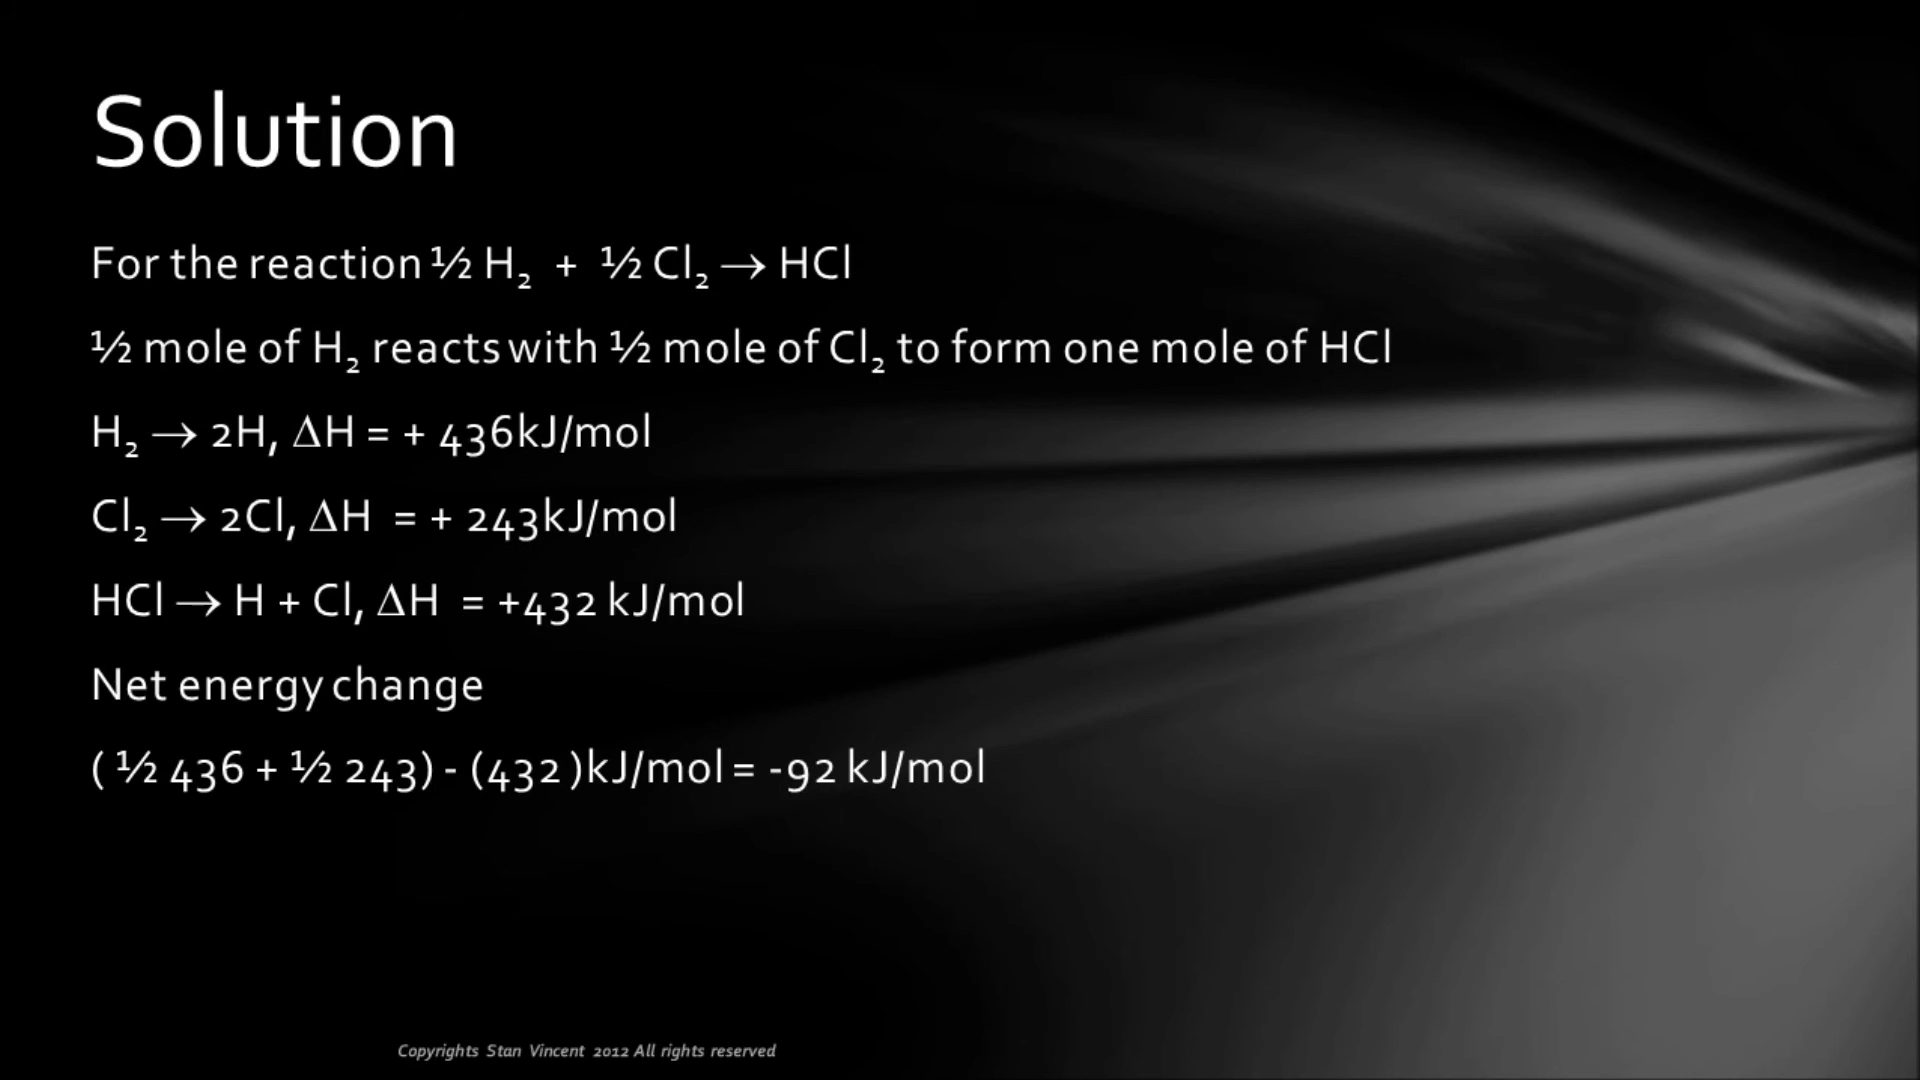 Solution
For the reaction ½ H₂ + ½ Cl₂ → HCl
½ mole of H₂ reacts with ½ mole of Cl₂ to form one mole of HCl
H₂ → 2H, ΔH = + 436kJ/mol
Cl₂ → 2Cl, ΔH = + 243kJ/mol
HCl → H + Cl, ΔH = +432 kJ/mol
Net energy change
( ½ 436 + ½ 243) - (432 )kJ/mol = -92 kJ/mol
Copyrights Stan Vincent 2012 All rights reserved